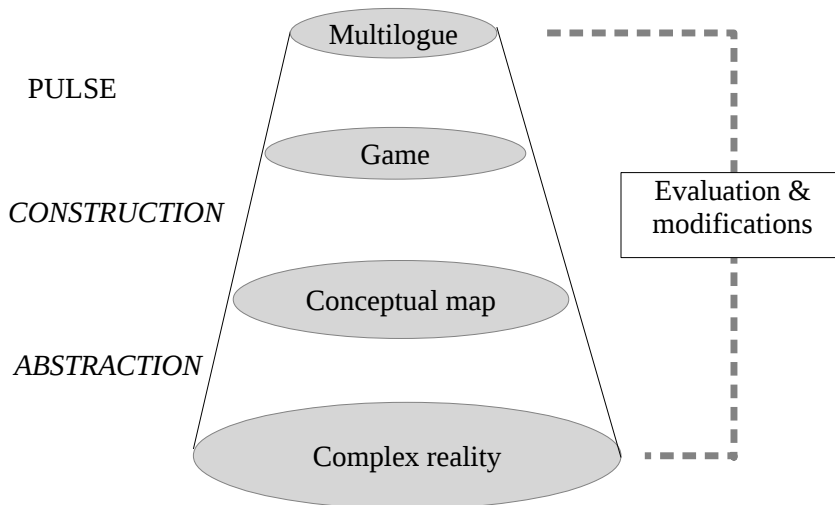 Multilogue
PULSE
Game
CONSTRUCTION
Evaluation &
modifications
Conceptual map
ABSTRACTION
Complex reality